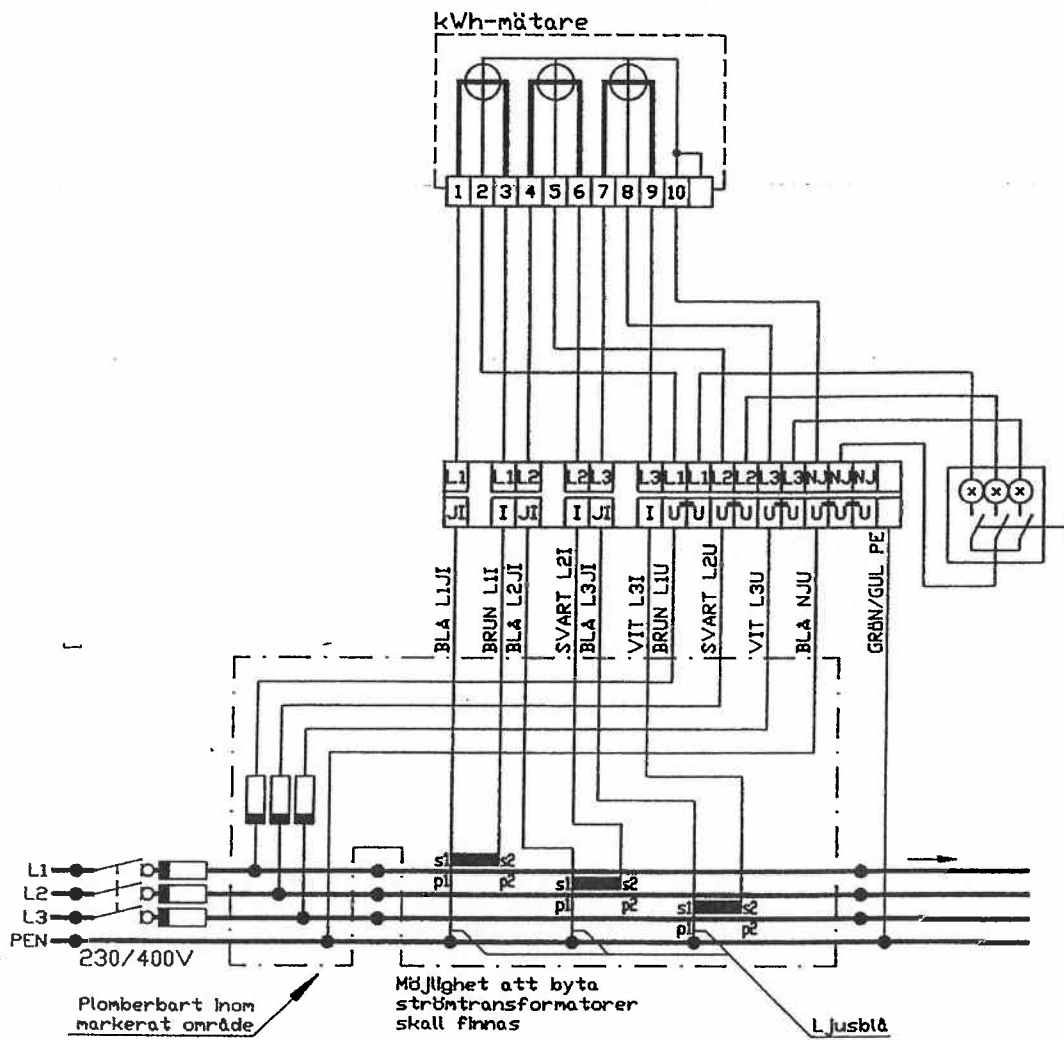 kWh-mätare
1 2 3 4 5 6 7 8 9 10
L1 L1 L2 L2 L3 L3 L1 L1 L2 L2 L3 L3 NJ NJ NJ
JI I JI I JI I U U U U U U U U U
x x x
BLÅ L1JI
BRUN L1I
BLÅ L2JI
SVART L2I
BLÅ L3JI
VIT L3I
BRUN L1U
SVART L2U
VIT L3U
BLÅ NJU
GRÖN/GUL PE
L1
s1 s2
p1 p2
L2
s1 s2
p1 p2
L3
s1 s2
p1 p2
PEN
230/400V
Plomberbart inom
markerat område
Möjlighet att byta
strömtransformatorer
skall finnas
Ljusblå